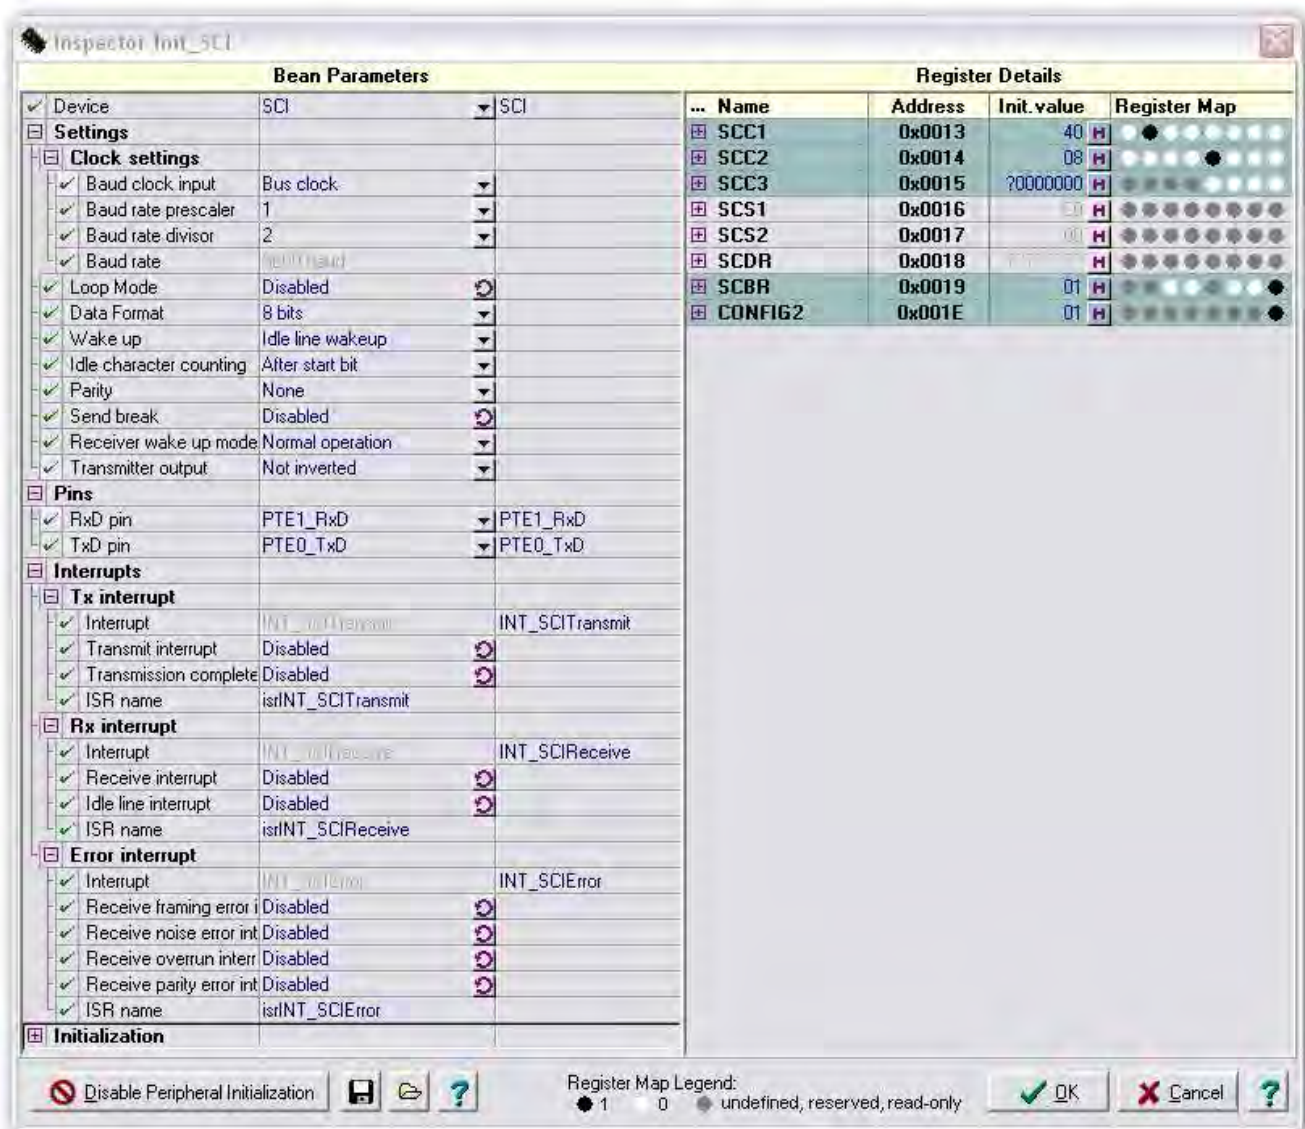 Inspector Init_SCI
Bean Parameters
Device SCI SCI
Settings
Clock settings
Baud clock input Bus clock
Baud rate prescaler 1
Baud rate divisor 2
Baud rate
Loop Mode Disabled
Data Format 8 bits
Wake up Idle line wakeup
Idle character counting After start bit
Parity None
Send break Disabled
Receiver wake up mode Normal operation
Transmitter output Not inverted
Pins
RxD pin PTE1_RxD PTE1_RxD
TxD pin PTE0_TxD PTE0_TxD
Interrupts
Tx interrupt
Interrupt INT_SCITransmit
Transmit interrupt Disabled
Transmission complete Disabled
ISR name isrINT_SCITransmit
Rx interrupt
Interrupt INT_SCIReceive
Receive interrupt Disabled
Idle line interrupt Disabled
ISR name isrINT_SCIReceive
Error interrupt
Interrupt INT_SCIError
Receive framing error i Disabled
Receive noise error int Disabled
Receive overrun interr Disabled
Receive parity error int Disabled
ISR name isrINT_SCIError
Initialization
Register Details
... Name Address Init.value Register Map
SCC1 0x0013 40 H
SCC2 0x0014 08 H
SCC3 0x0015 ?0000000 H
SCS1 0x0016 H
SCS2 0x0017 H
SCDR 0x0018 H
SCBR 0x0019 01 H
CONFIG2 0x001E 01 H
Disable Peripheral Initialization ?
Register Map Legend:
1 0 undefined, reserved, read-only
OK Cancel ?